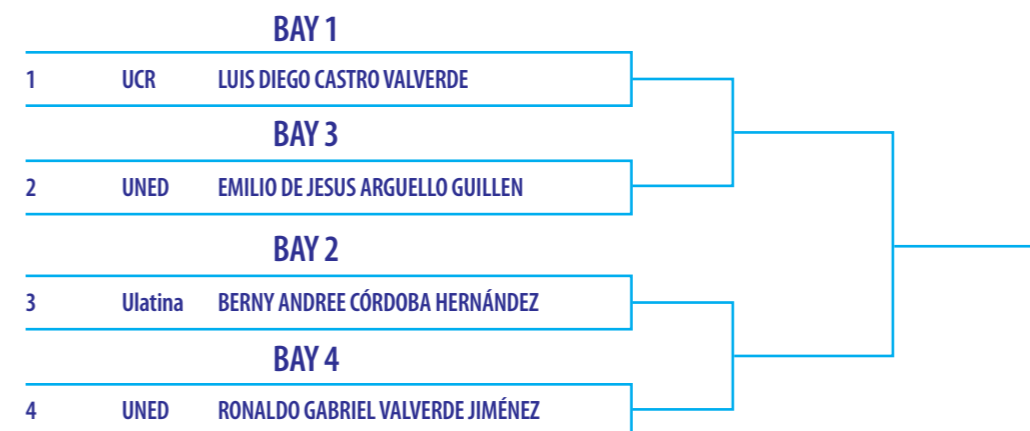 BAY 1
1 UCR LUIS DIEGO CASTRO VALVERDE
BAY 3
2 UNED EMILIO DE JESUS ARGUELLO GUILLEN
BAY 2
3 Ulatina BERNY ANDREE CÓRDOBA HERNÁNDEZ
BAY 4
4 UNED RONALDO GABRIEL VALVERDE JIMÉNEZ